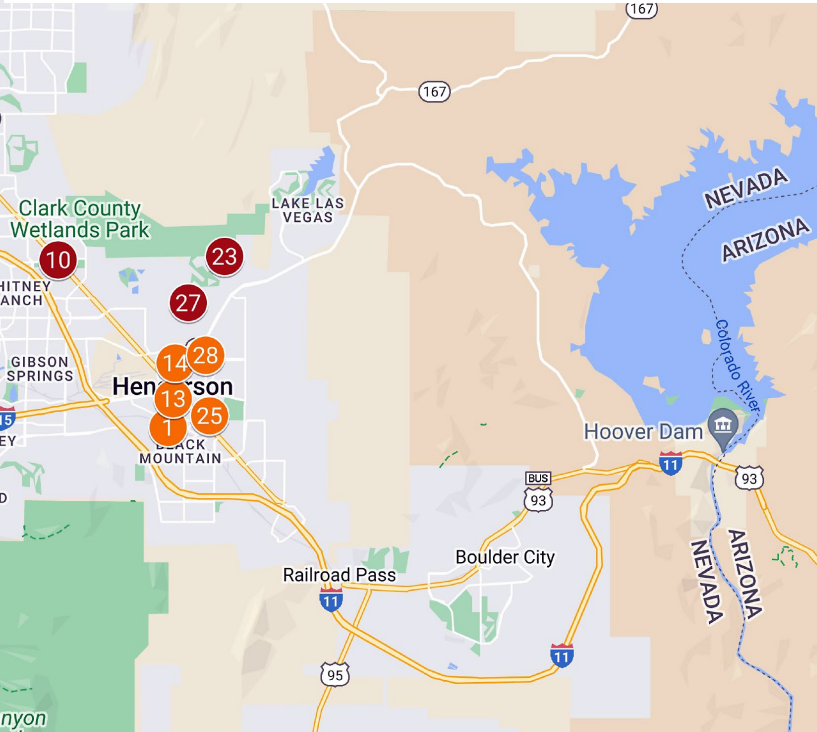 167
167
LAKE LAS
VEGAS
NEVADA
ARIZONA
Clark County
Wetlands Park
10
23
27
HITNEY
ANCH
GIBSON
SPRINGS
14
28
Henderson
13
25
1
BLACK
MOUNTAIN
15
EY
D
Colorado River
Hoover Dam
11
93
BUS
93
ARIZONA
NEVADA
Boulder City
Railroad Pass
11
11
95
nyon